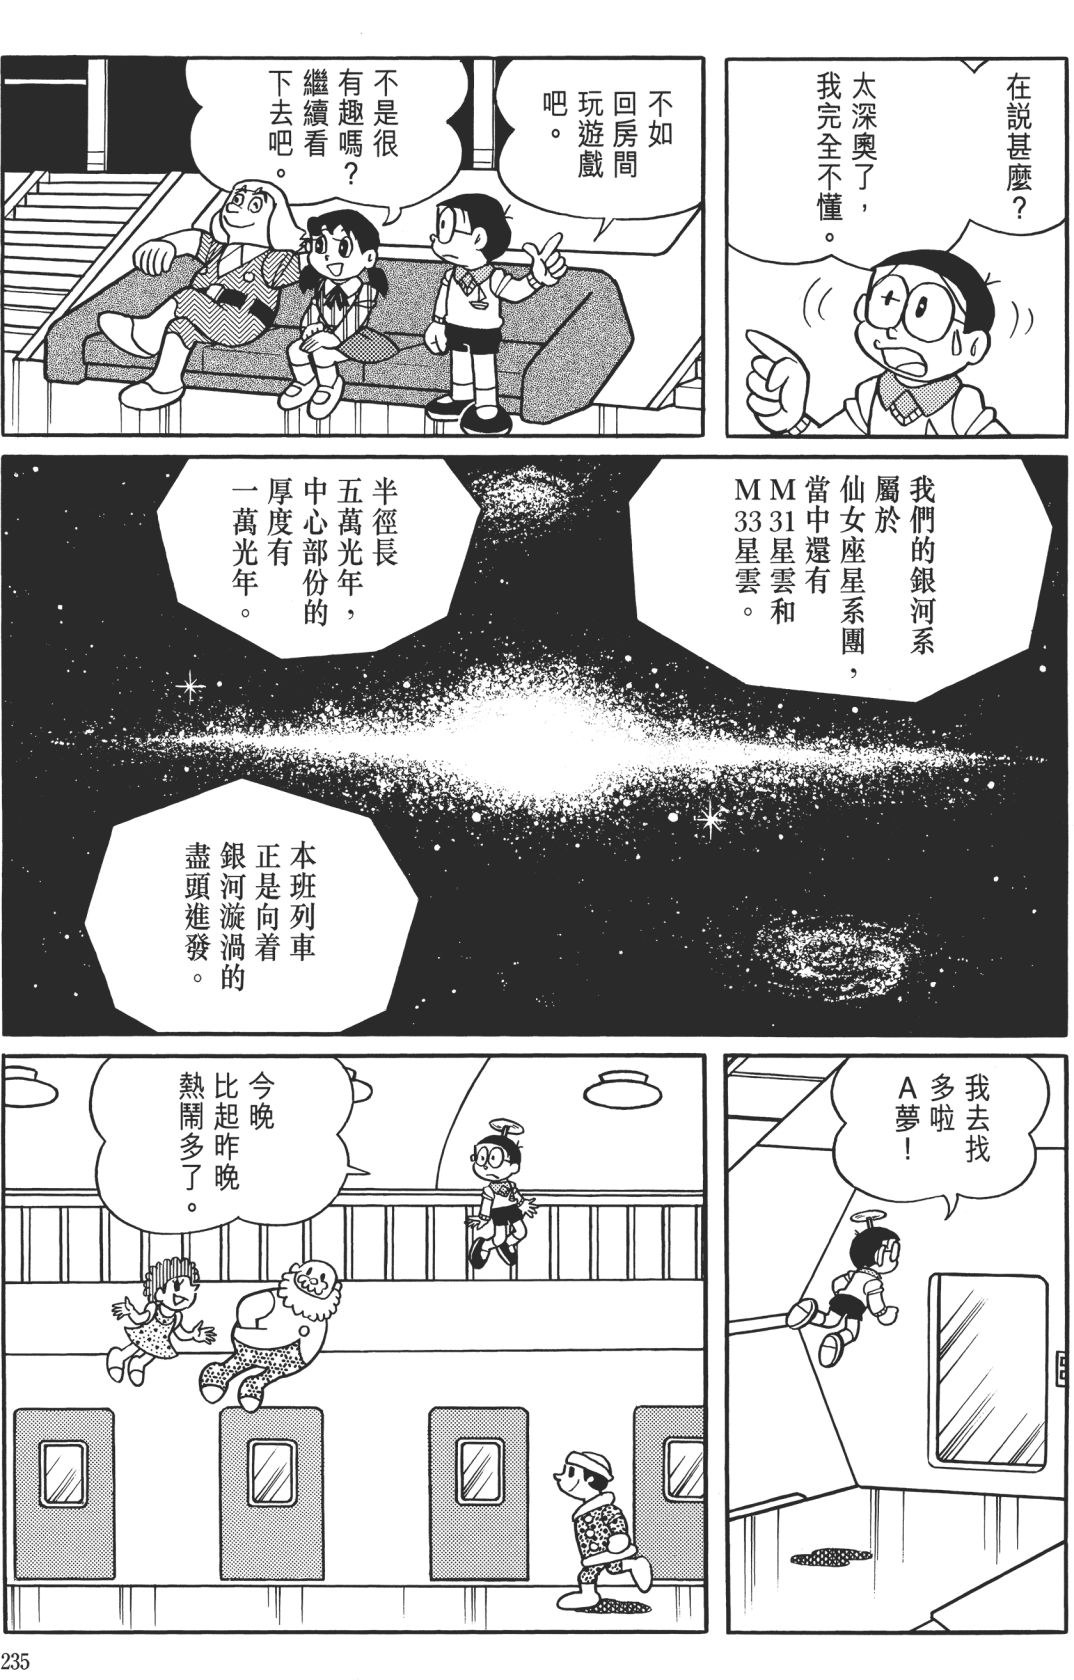 在説甚麼？
太深奧了，
我完全不懂。
不如
回房間
玩遊戲
吧。
不是很
有趣嗎？
繼續看
下去吧。
我們的銀河系
屬於
仙女座星系團，
當中還有
M31星雲和
M33星雲。
半徑長
五萬光年，
中心部份的
厚度有
一萬光年。
本班列車
正是向着
銀河漩渦的
盡頭進發。
我去找
多啦
A夢！
今晚
比起昨晚
熱鬧多了。
235